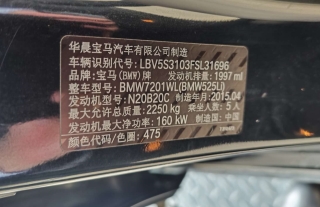 华晨宝马汽车有限公司制造
车辆识别代号: LBV5S3103FSL31696
品牌: 宝马(BMW)牌 发动机排量: 1997 ml
整车型号: BMW7201WL(BMW525Li)
发动机型号: N20B20C 制造年月: 2015.04
最大允许总质量: 2250 kg 乘坐人数: 5 人
发动机最大净功率: 160 kW 制造国: 中国
颜色代码/色圈: 475